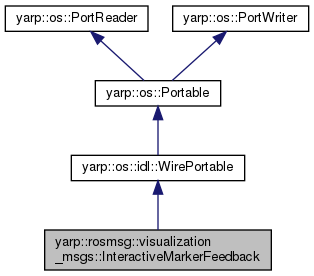 yarp::os::PortReader
yarp::os::PortWriter
yarp::os::Portable
yarp::os::idl::WirePortable
yarp::rosmsg::visualization
_msgs::InteractiveMarkerFeedback